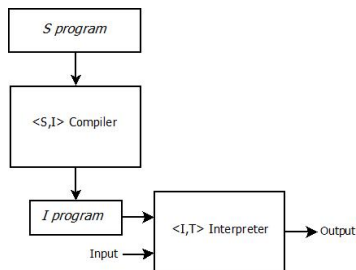 S program
<S,I> Compiler
I program
<I,T> Interpreter
Output
Input